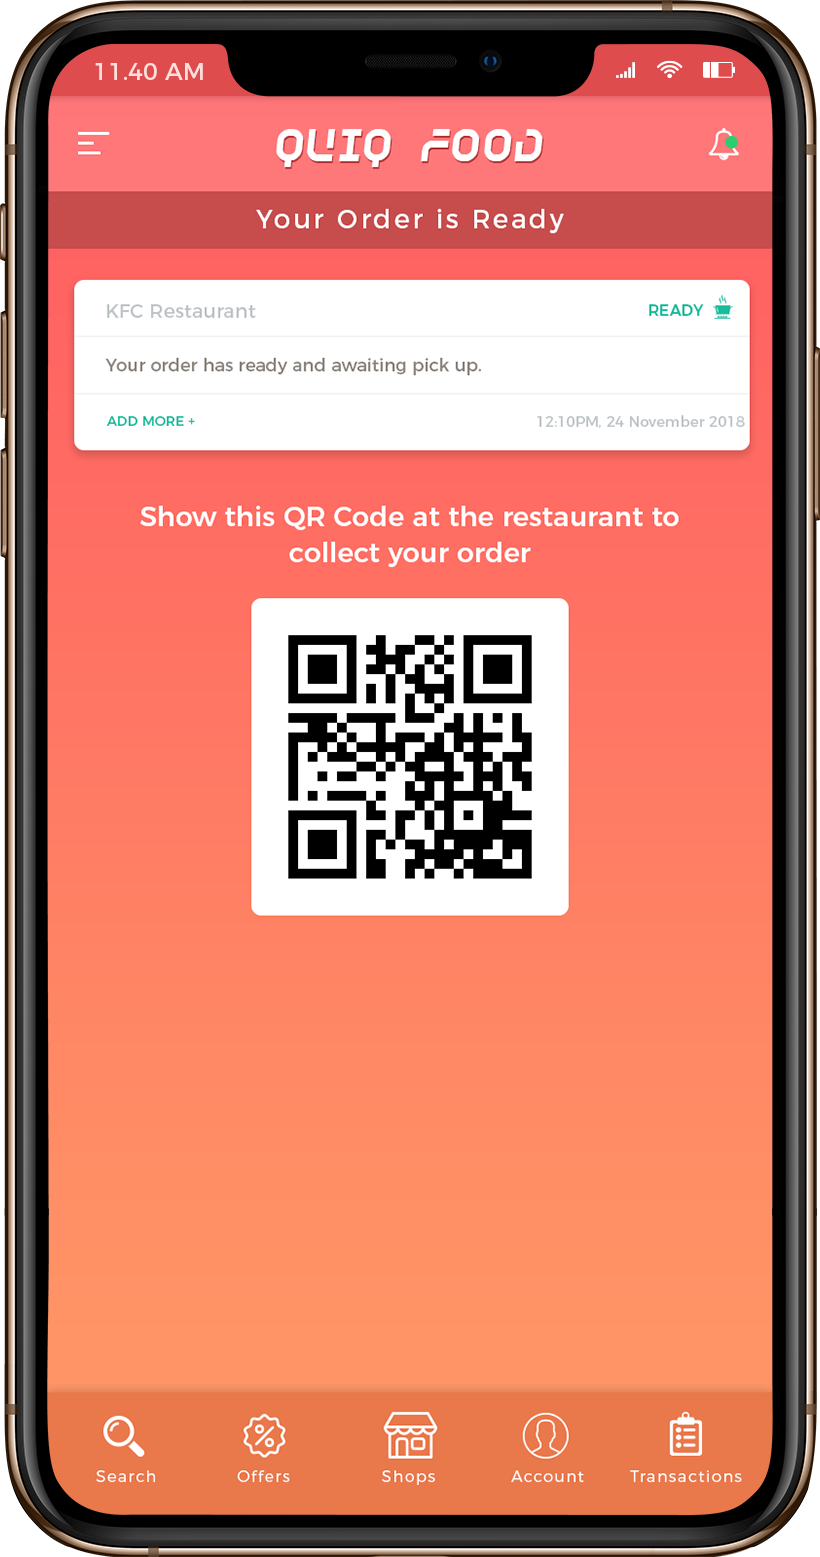 11.40 AM
QUIQ FOOD
Your Order is Ready
KFC Restaurant
READY
Your order has ready and awaiting pick up.
ADD MORE +
12:10PM, 24 November 2018
Show this QR Code at the restaurant to
collect your order
Search
Offers
Shops
Account
Transactions